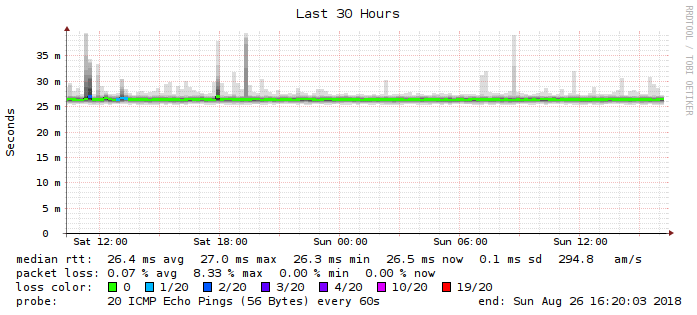 Last 30 Hours
RRDTOOL / TOBI OETIKER
Seconds
35 m
30 m
25 m
20 m
15 m
10 m
5 m
0
Sat 12:00 Sat 18:00 Sun 00:00 Sun 06:00 Sun 12:00
median rtt: 26.4 ms avg 27.0 ms max 26.3 ms min 26.5 ms now 0.1 ms sd 294.8 am/s
packet loss: 0.07 % avg 8.33 % max 0.00 % min 0.00 % now
loss color: 0 1/20 2/20 3/20 4/20 10/20 19/20
probe: 20 ICMP Echo Pings (56 Bytes) every 60s end: Sun Aug 26 16:20:03 2018